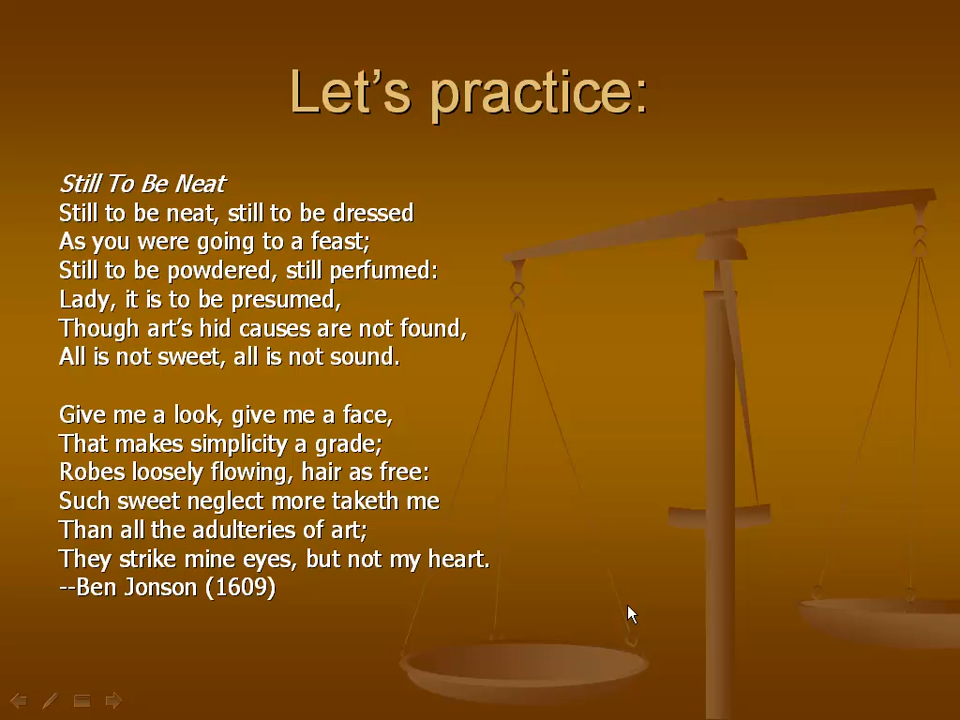 Let's practice:
Still To Be Neat
Still to be neat, still to be dressed
As you were going to a feast;
Still to be powdered, still perfumed:
Lady, it is to be presumed,
Though art's hid causes are not found,
All is not sweet, all is not sound.
Give me a look, give me a face,
That makes simplicity a grade;
Robes loosely flowing, hair as free:
Such sweet neglect more taketh me
Than all the adulteries of art;
They strike mine eyes, but not my heart.
--Ben Jonson (1609)